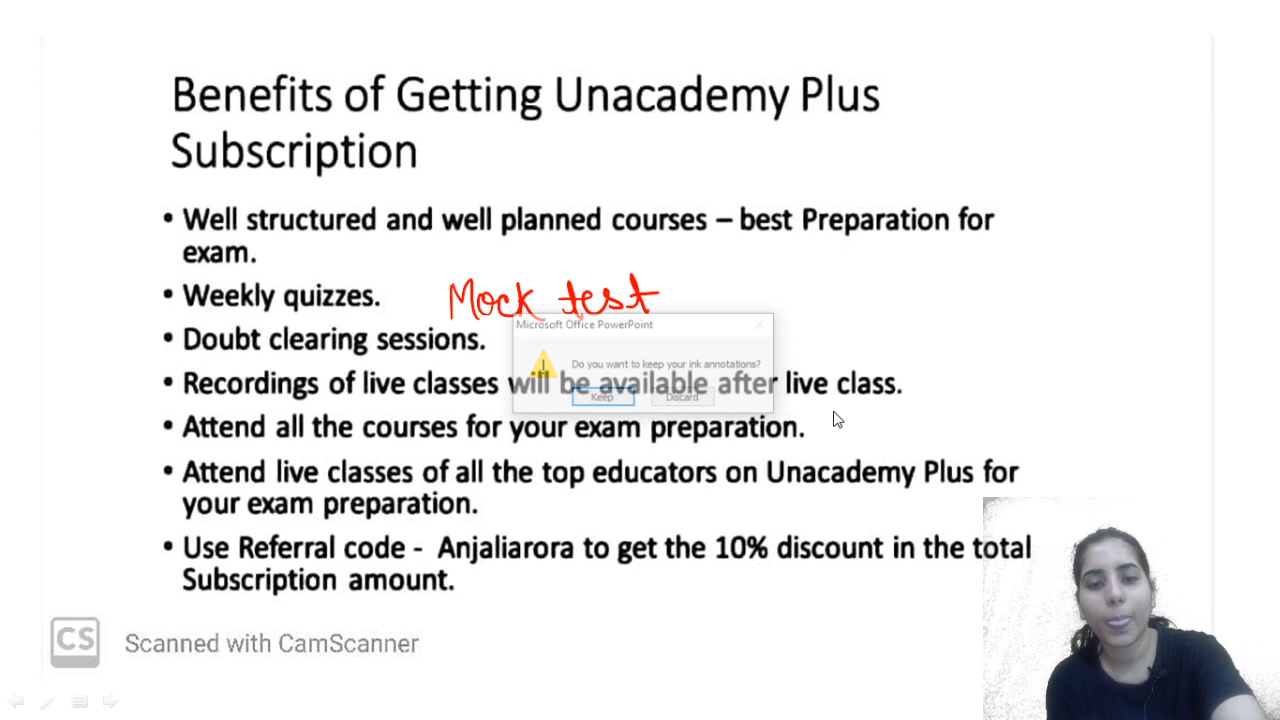 Benefits of Getting Unacademy Plus
Subscription
• Well structured and well planned courses – best Preparation for
exam.
• Weekly quizzes.
Mock test
• Doubt clearing sessions.
Microsoft Office PowerPoint
Do you want to keep your ink annotations?
Keep Discard
• Recordings of live classes will be available after live class.
• Attend all the courses for your exam preparation.
• Attend live classes of all the top educators on Unacademy Plus for
your exam preparation.
• Use Referral code - Anjaliarora to get the 10% discount in the total
Subscription amount.
CS Scanned with CamScanner